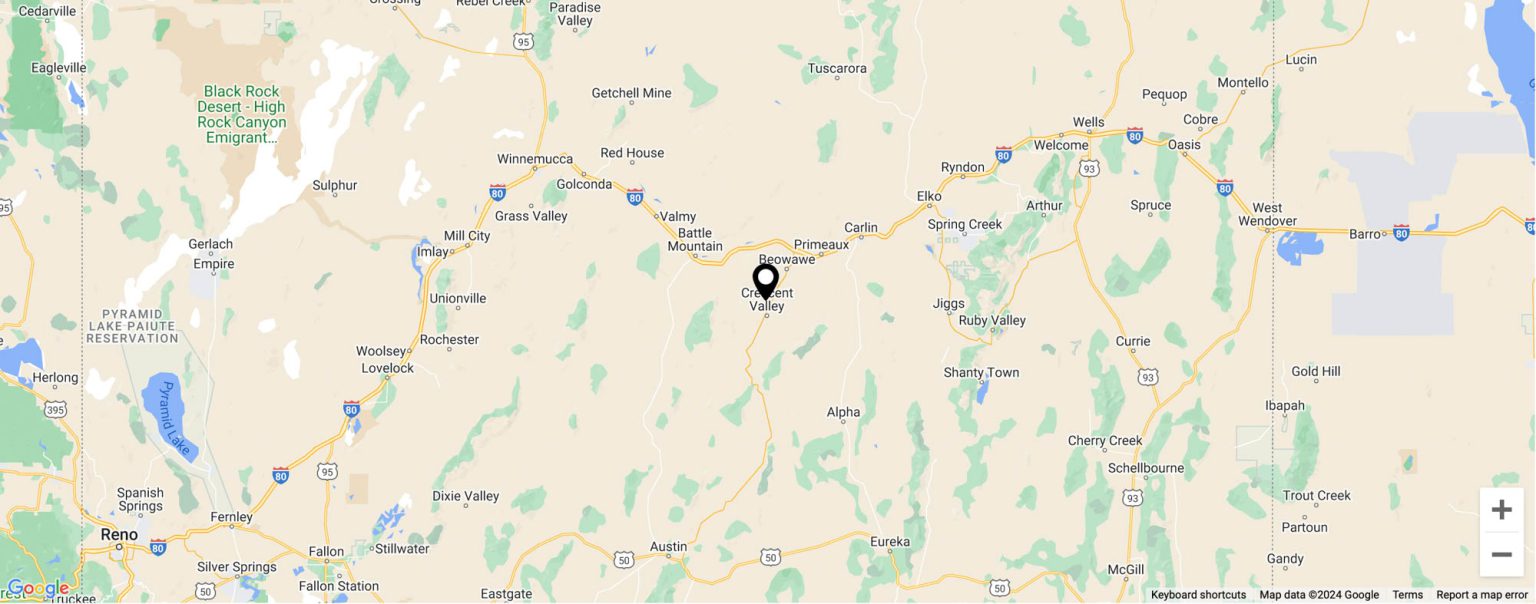 Cedarville
Crossing
Rebel Creek
Paradise
Valley
95
Eagleville
Black Rock
Desert - High
Rock Canyon
Emigrant...
Getchell Mine
Tuscarora
Lucin
Montello
Pequop
Cobre
Wells
80
Welcome
Oasis
93
Winnemucca
Red House
Golconda
80
Ryndon
80
Sulphur
80
Elko
Arthur
Spruce
80
West
Wendover
95
Grass Valley
Valmy
Spring Creek
Barro
80
80
Mill City
Battle
Mountain
Carlin
Primeaux
Gerlach
Imlay
Beowawe
Empire
Unionville
Crescent
Valley
Jiggs
Ruby Valley
PYRAMID
LAKE PAIUTE
RESERVATION
Rochester
Woolsey
Lovelock
Currie
Herlong
Shanty Town
93
Gold Hill
395
Pyramid Lake
80
Alpha
Ibapah
Cherry Creek
95
80
Schellbourne
Dixie Valley
93
Trout Creek
Spanish
Springs
Fernley
Partoun
Reno
80
Fallon
Stillwater
Austin
50
50
Eureka
Gandy
Silver Springs
Fallon Station
McGill
50
50
Eastgate
Truckee
Google
Keyboard shortcuts
Map data ©2024 Google
Terms
Report a map error